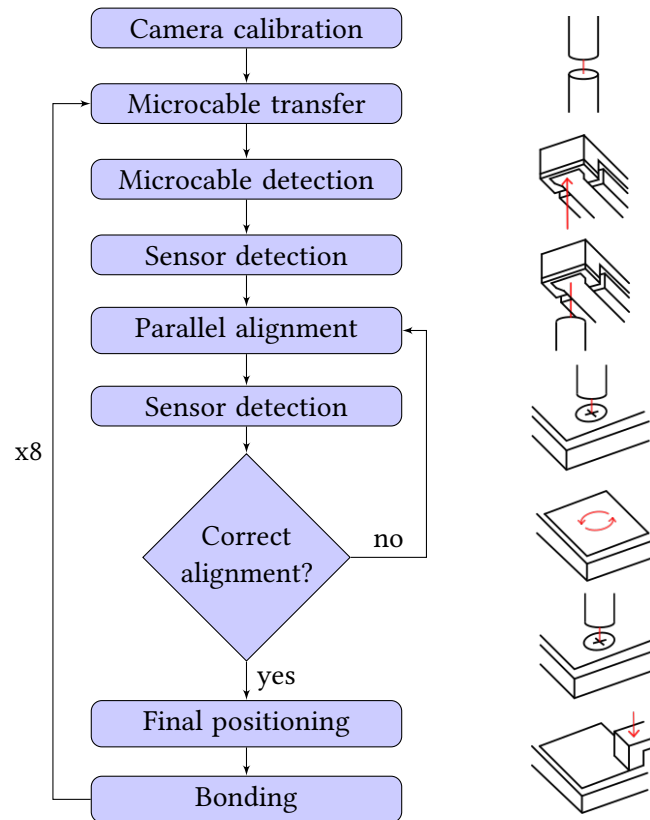 Camera calibration
Microcable transfer
Microcable detection
Sensor detection
Parallel alignment
Sensor detection
x8
Correct
alignment?
no
yes
Final positioning
Bonding